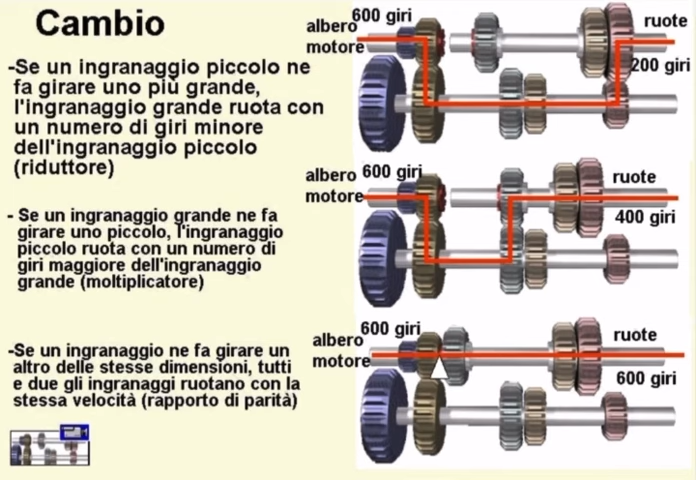 Cambio
-Se un ingranaggio piccolo ne
fa girare uno più grande,
l'ingranaggio grande ruota con
un numero di giri minore
dell'ingranaggio piccolo
(riduttore)
- Se un ingranaggio grande ne fa
girare uno piccolo, l'ingranaggio
piccolo ruota con un numero di
giri maggiore dell'ingranaggio
grande (moltiplicatore)
-Se un ingranaggio ne fa girare un
altro delle stesse dimensioni, tutti
e due gli ingranaggi ruotano con la
stessa velocità (rapporto di parità)
600 giri
albero
motore
ruote
200 giri
600 giri
albero
motore
ruote
400 giri
600 giri
albero
motore
ruote
600 giri